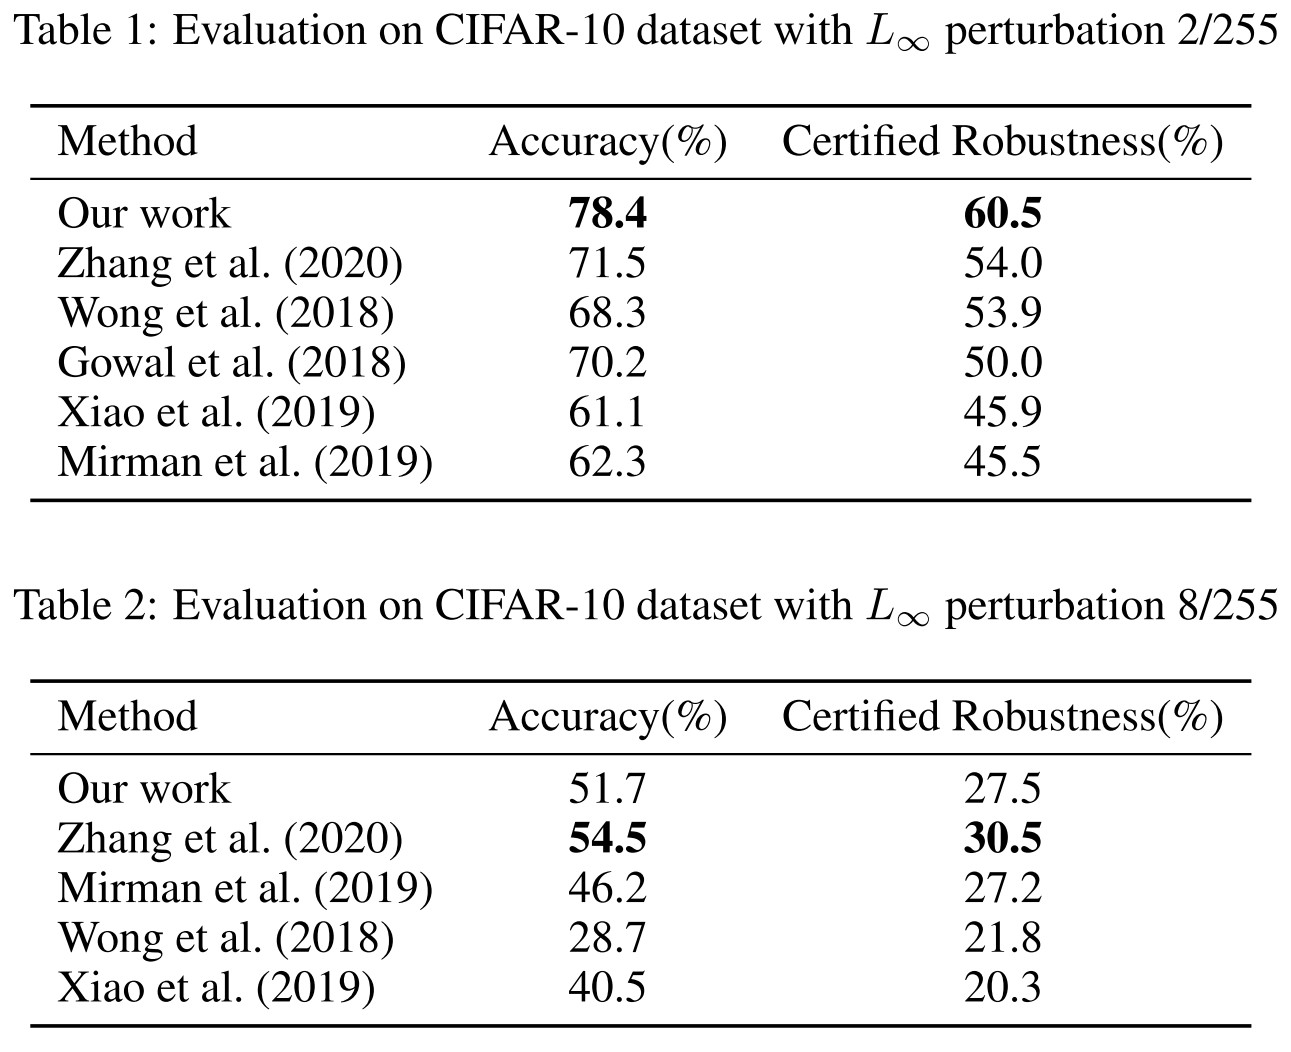 Table 1: Evaluation on CIFAR-10 dataset with L∞ perturbation 2/255
Method Accuracy(%) Certified Robustness(%)
Our work 78.4 60.5
Zhang et al. (2020) 71.5 54.0
Wong et al. (2018) 68.3 53.9
Gowal et al. (2018) 70.2 50.0
Xiao et al. (2019) 61.1 45.9
Mirman et al. (2019) 62.3 45.5
Table 2: Evaluation on CIFAR-10 dataset with L∞ perturbation 8/255
Method Accuracy(%) Certified Robustness(%)
Our work 51.7 27.5
Zhang et al. (2020) 54.5 30.5
Mirman et al. (2019) 46.2 27.2
Wong et al. (2018) 28.7 21.8
Xiao et al. (2019) 40.5 20.3